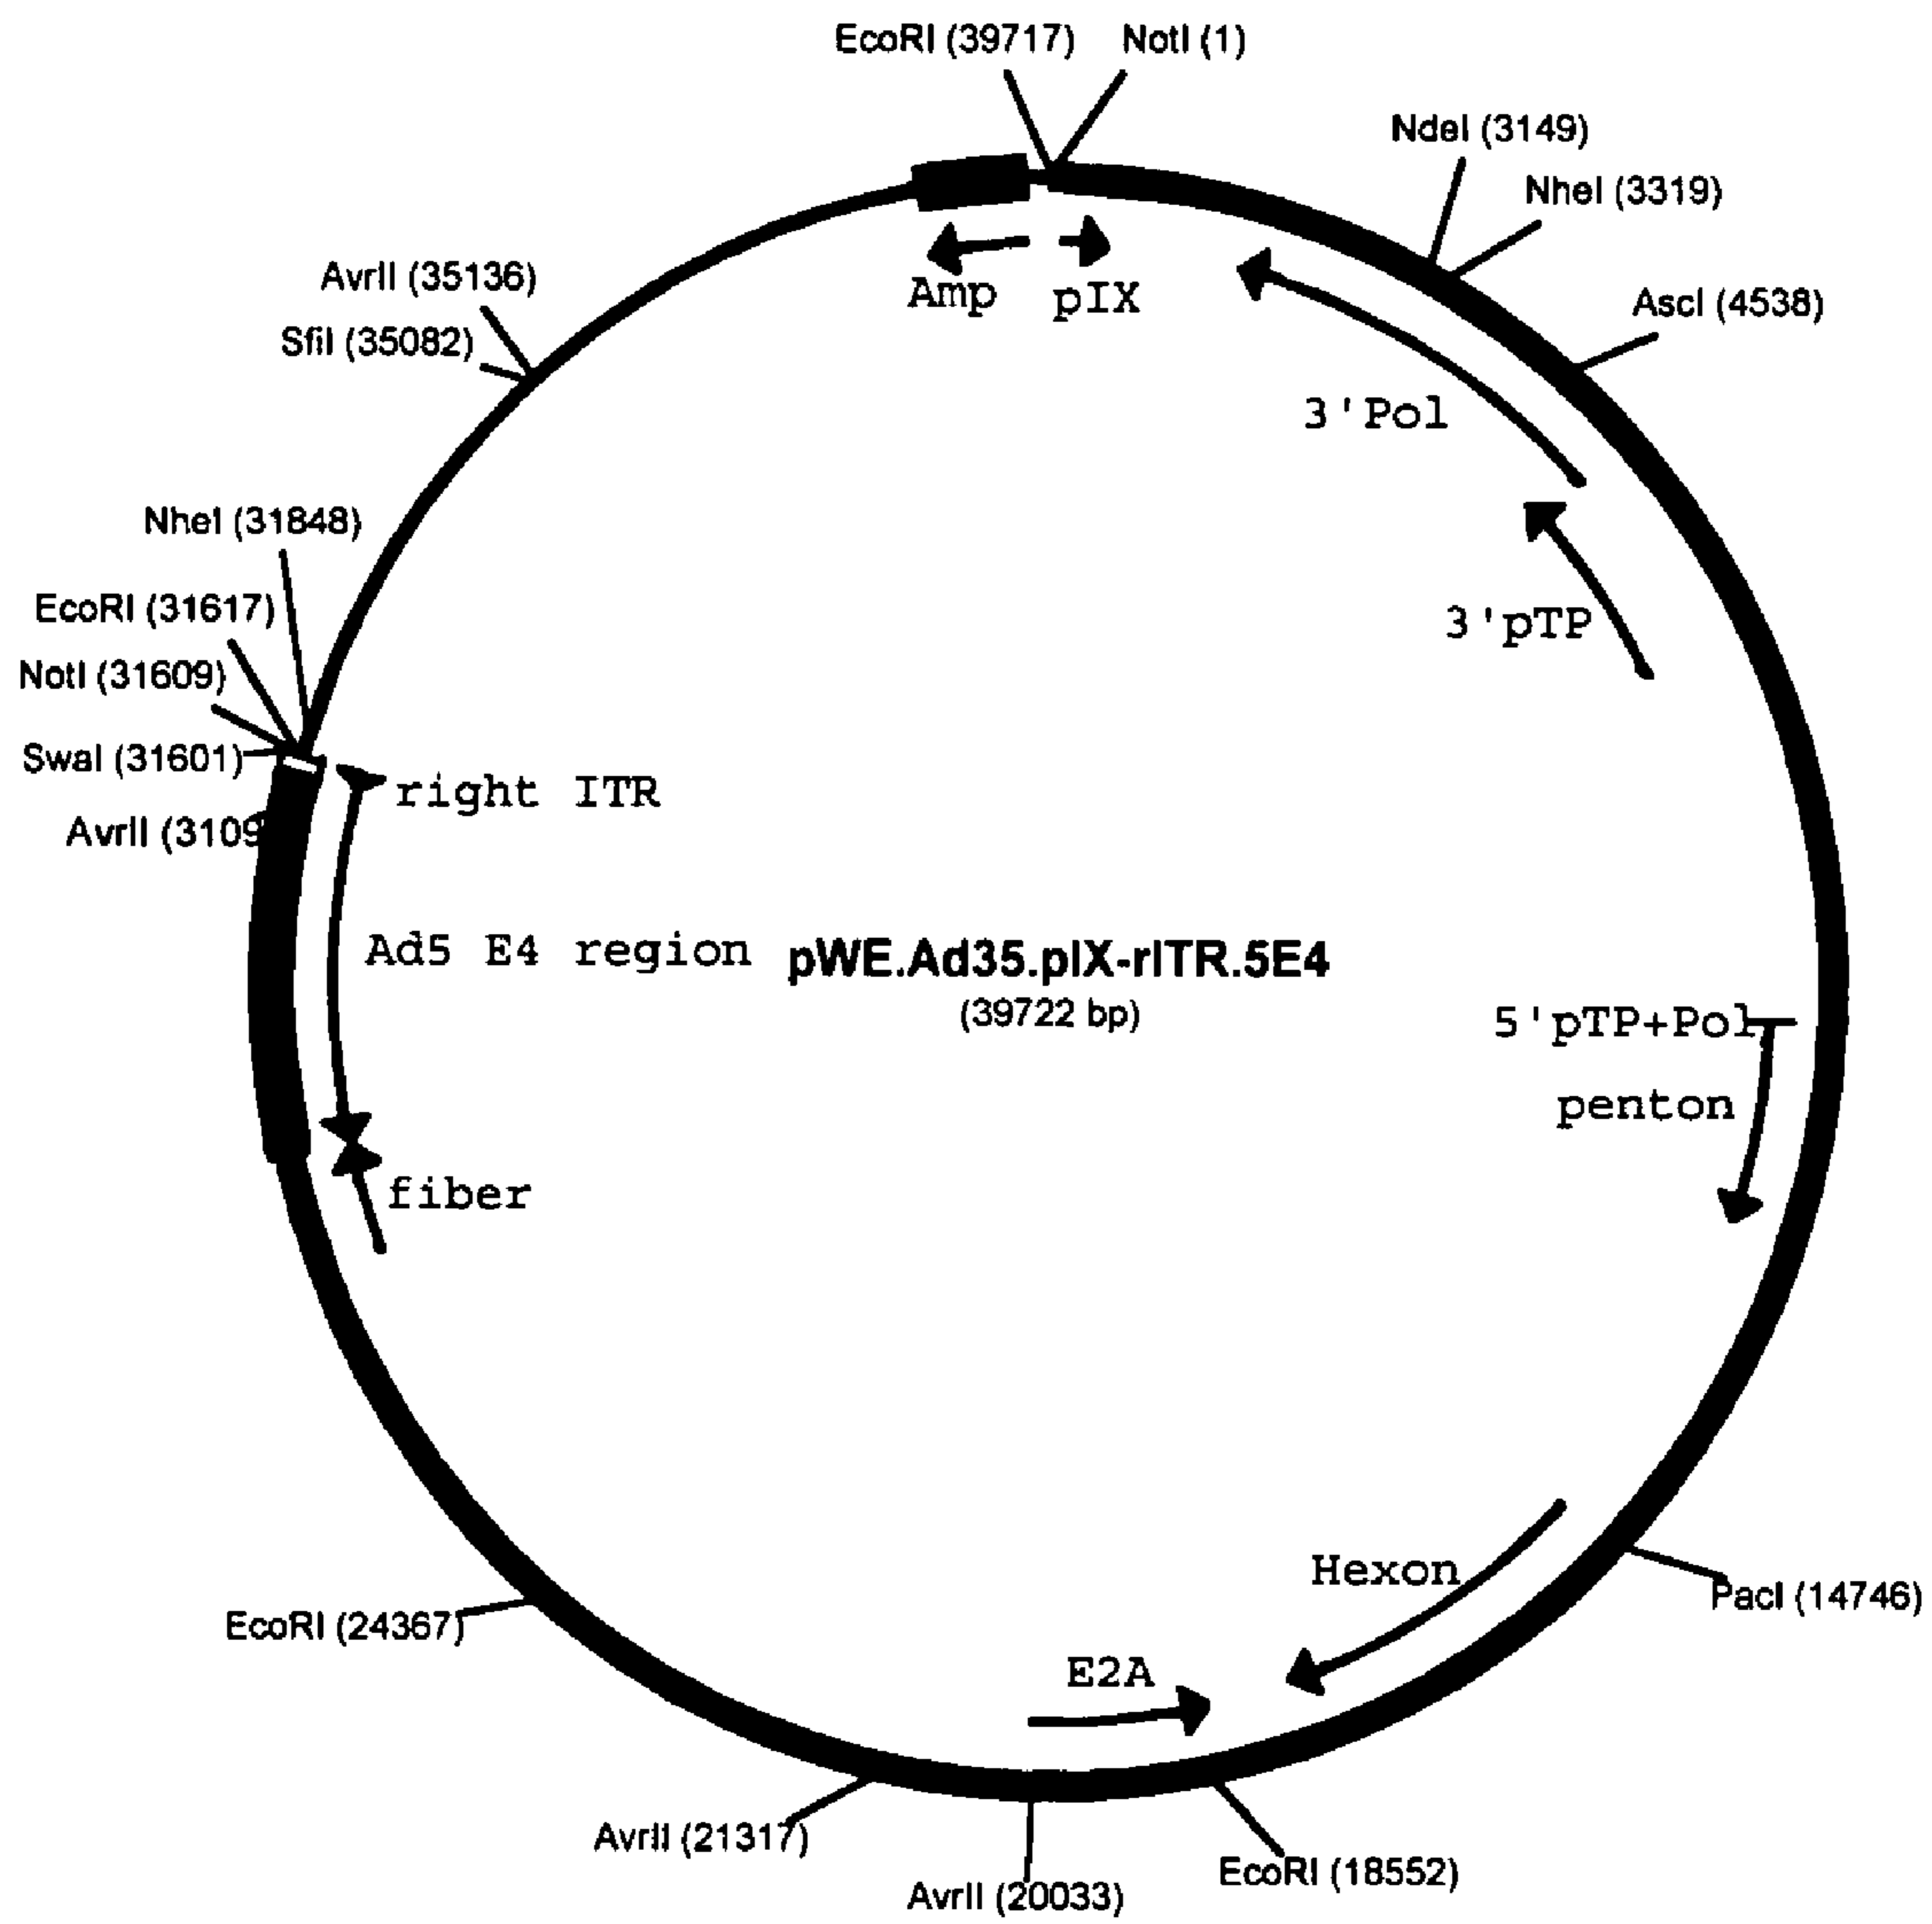 EcoRI (39717) NotI (1)
NdeI (3149)
NheI (3319)
AvrII (35136)
AscI (4538)
SfiI (35082)
Amp pIX
3'Pol
NheI (31848)
EcoRI (31617)
3'pTP
NotI (31609)
SwaI (31601)
right ITR
AvrII (3109
Ad5 E4 region pWE.Ad35.pIX-rITR.5E4
(39722 bp)
5'pTP+Pol
penton
fiber
Hexon
PacI (14746)
EcoRI (24367)
E2A
AvrII (21317)
EcoRI (18552)
AvrII (20033)